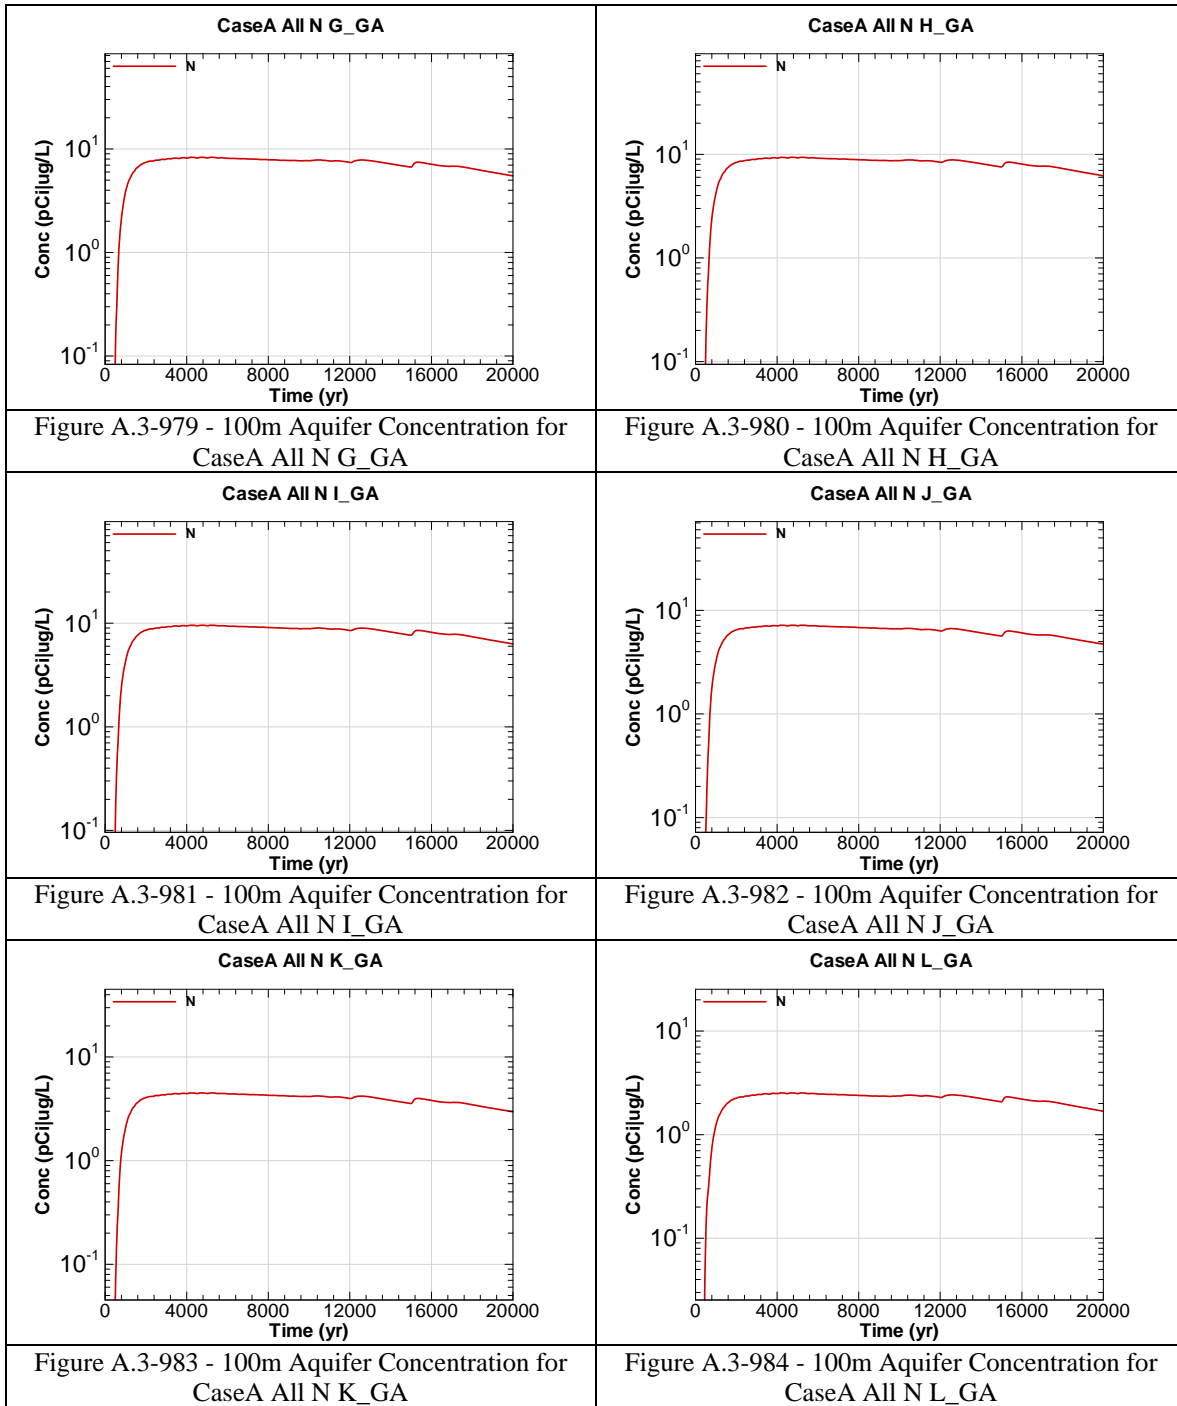 CaseA All N G_GA
N
Conc (pCi|ug/L)
10^1
10^0
10^-1
0 4000 8000 12000 16000 20000
Time (yr)
Figure A.3-979 - 100m Aquifer Concentration for
CaseA All N G_GA
CaseA All N H_GA
N
Conc (pCi|ug/L)
10^1
10^0
10^-1
0 4000 8000 12000 16000 20000
Time (yr)
Figure A.3-980 - 100m Aquifer Concentration for
CaseA All N H_GA
CaseA All N I_GA
N
Conc (pCi|ug/L)
10^1
10^0
10^-1
0 4000 8000 12000 16000 20000
Time (yr)
Figure A.3-981 - 100m Aquifer Concentration for
CaseA All N I_GA
CaseA All N J_GA
N
Conc (pCi|ug/L)
10^1
10^0
10^-1
0 4000 8000 12000 16000 20000
Time (yr)
Figure A.3-982 - 100m Aquifer Concentration for
CaseA All N J_GA
CaseA All N K_GA
N
Conc (pCi|ug/L)
10^1
10^0
10^-1
0 4000 8000 12000 16000 20000
Time (yr)
Figure A.3-983 - 100m Aquifer Concentration for
CaseA All N K_GA
CaseA All N L_GA
N
Conc (pCi|ug/L)
10^1
10^0
10^-1
0 4000 8000 12000 16000 20000
Time (yr)
Figure A.3-984 - 100m Aquifer Concentration for
CaseA All N L_GA